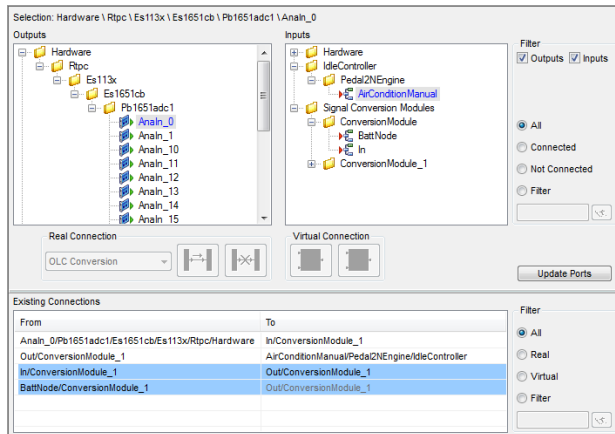 Selection: Hardware \ Rtpc \ Es113x \ Es1651cb \ Pb1651adc1 \ AnaIn_0
Outputs
Hardware
Rtpc
Es113x
Es1651cb
Pb1651adc1
AnaIn_0
AnaIn_1
AnaIn_10
AnaIn_11
AnaIn_12
AnaIn_13
AnaIn_14
AnaIn_15
Inputs
Hardware
IdleController
Pedal2NEngine
AirConditionManual
Signal Conversion Modules
ConversionModule
BattNode
In
ConversionModule_1
Filter
Outputs Inputs
All
Connected
Not Connected
Filter
Real Connection
OLC Conversion
Virtual Connection
Update Ports
Existing Connections
From To
AnaIn_0/Pb1651adc1/Es1651cb/Es113x/Rtpc/Hardware In/ConversionModule_1
Out/ConversionModule_1 AirConditionManual/Pedal2NEngine/IdleController
In/ConversionModule_1 Out/ConversionModule_1
BattNode/ConversionModule_1 Out/ConversionModule_1
Filter
All
Real
Virtual
Filter